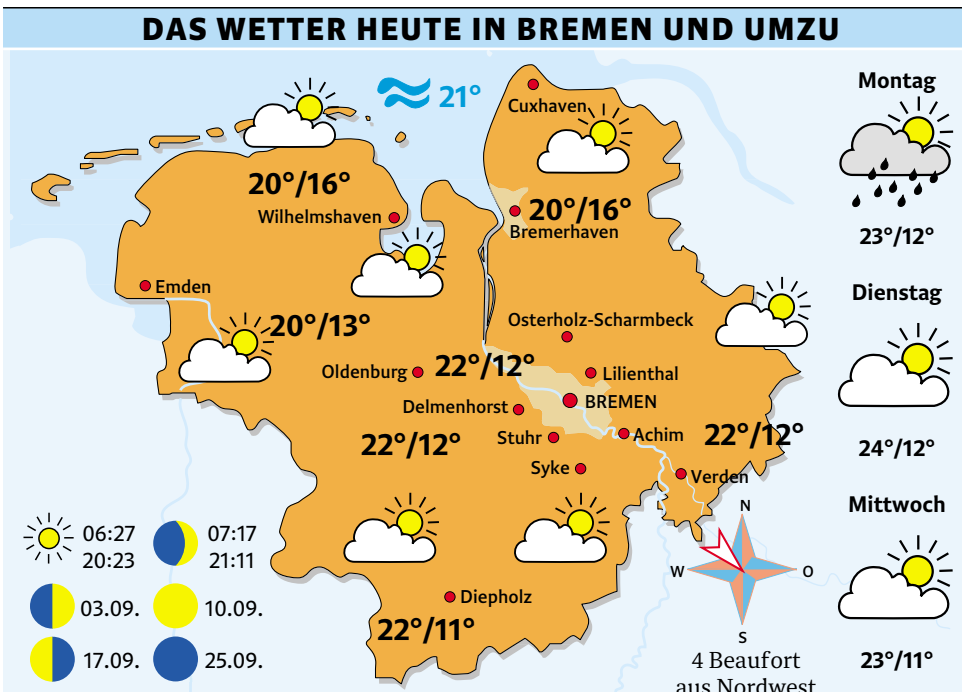 DAS WETTER HEUTE IN BREMEN UND UMZU
21°
Cuxhaven
20°/16°
Wilhelmshaven
20°/16°
Bremerhaven
Emden
20°/13°
Osterholz-Scharmbeck
Oldenburg
22°/12°
Lilienthal
BREMEN
Delmenhorst
22°/12°
Stuhr
Achim
22°/12°
Syke
Verden
Diepholz
22°/11°
Montag
23°/12°
Dienstag
24°/12°
Mittwoch
23°/11°
06:27
20:23
07:17
21:11
03.09.
10.09.
17.09.
25.09.
N
W
O
S
4 Beaufort
aus Nordwest